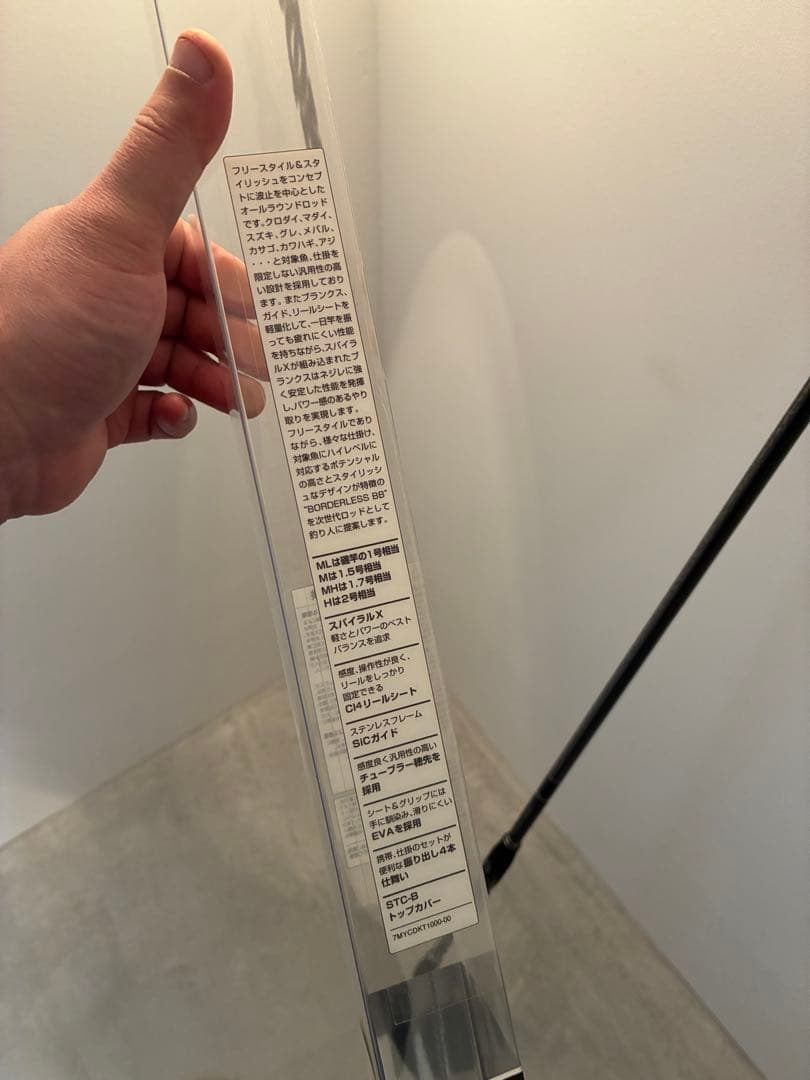 フリースタイル&スタ
イリッシュをコンセプ
トに波止を中心とした
オールラウンドロッド
です。クロダイ、マダイ、
スズキ、グレ、メバル、
カサゴ、カワハギ、アジ
・・・と対象魚、仕掛を
限定しない汎用性の高
い設計を採用しており
ます。またブランクス、
ガイド、リールシートを
軽量化して、一日竿を振
っても疲れにくい性能
を持ちながら、スパイラ
ルXが組み込まれたブ
ランクスはネジレに強
く安定した性能を発揮
し、パワー感のあるやり
取りを実現します。
フリースタイルであり
ながら、様々な仕掛け、
対象魚にハイレベルに
対応するポテンシャル
の高さとスタイリッシ
ュなデザインが特徴の
"BORDERLESS BB"
を次世代ロッドとして
釣り人に提案します。
MLは磯竿の1号相当
Mは1.5号相当
MHは1.7号相当
Hは2号相当
スパイラルX
軽さとパワーのベスト
バランスを追求
感度、操作性が良く、
リールをしっかり
固定できる
CI4リールシート
ステンレスフレーム
SiCガイド
感度良く汎用性の高い
チューブラー穂先を
採用
シート&グリップには
手に馴染み、滑りにくい
EVAを採用
携帯、仕掛のセットが
便利な振り出し4本
仕舞い
STC-B
トップカバー
7MYCDKT1000-00